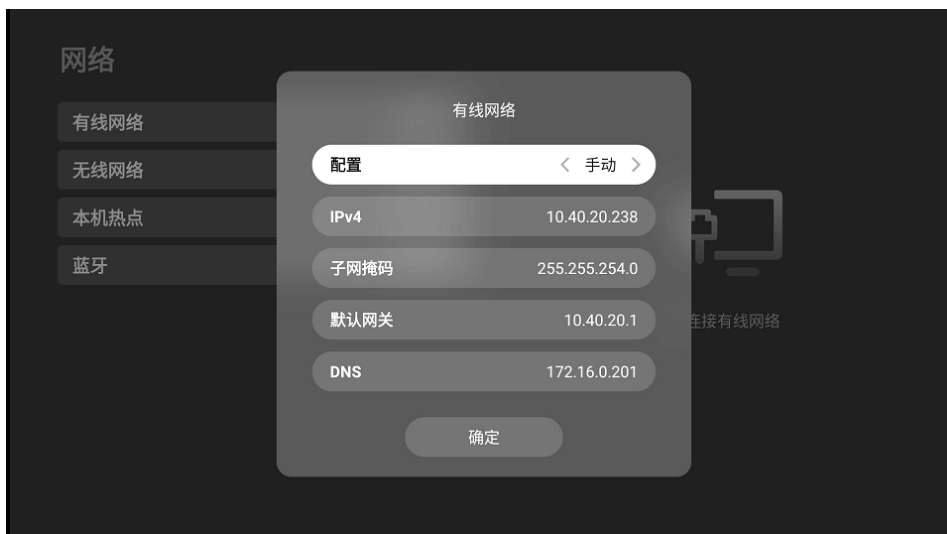 网络
有线网络
无线网络
本机热点
蓝牙
有线网络
配置 < 手动 >
IPv4 10.40.20.238
子网掩码 255.255.254.0
默认网关 10.40.20.1
DNS 172.16.0.201
确定
连接有线网络